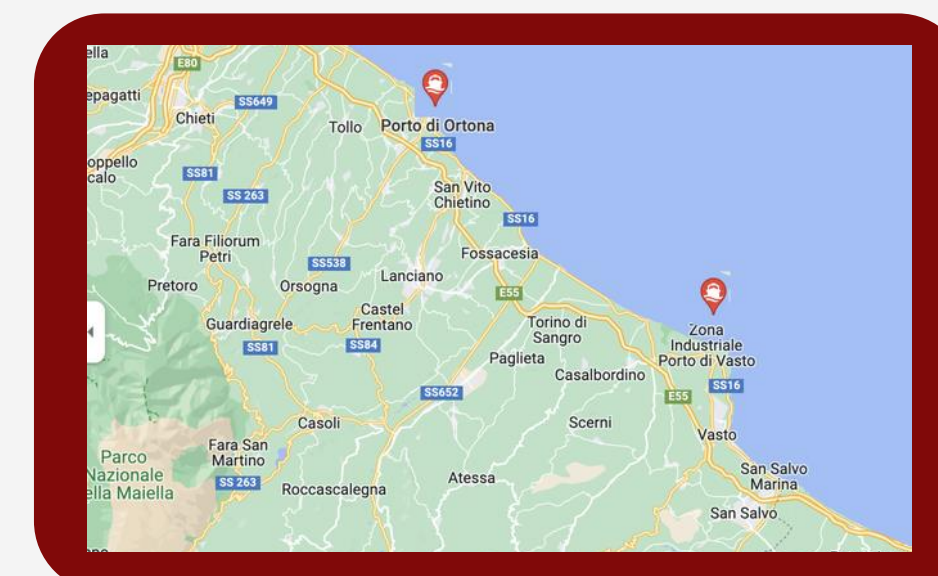 ella
E80
epagatti
SS649
Chieti
Tollo
Porto di Ortona
SS16
oppello
calo
SS81
SS 263
San Vito
Chietino
SS16
Fara Filiorum
Petri
SS538
Fossacesia
Pretoro
Orsogna
Lanciano
E55
Castel
Frentano
Guardiagrele
SS81
SS84
Torino di
Sangro
Zona
Industriale
Porto di Vasto
Paglieta
Casalbordino
SS16
SS652
E55
Casoli
Scerni
Vasto
Fara San
Martino
Parco
Nazionale
ella Maiella
SS 263
Roccascalegna
Atessa
San Salvo
Marina
San Salvo